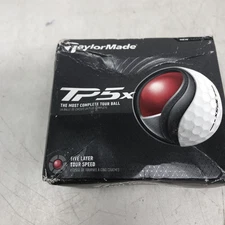 TaylorMade
TP5x
THE MOST COMPLETE TOUR BALL
FIVE LAYER
TOUR SPEED